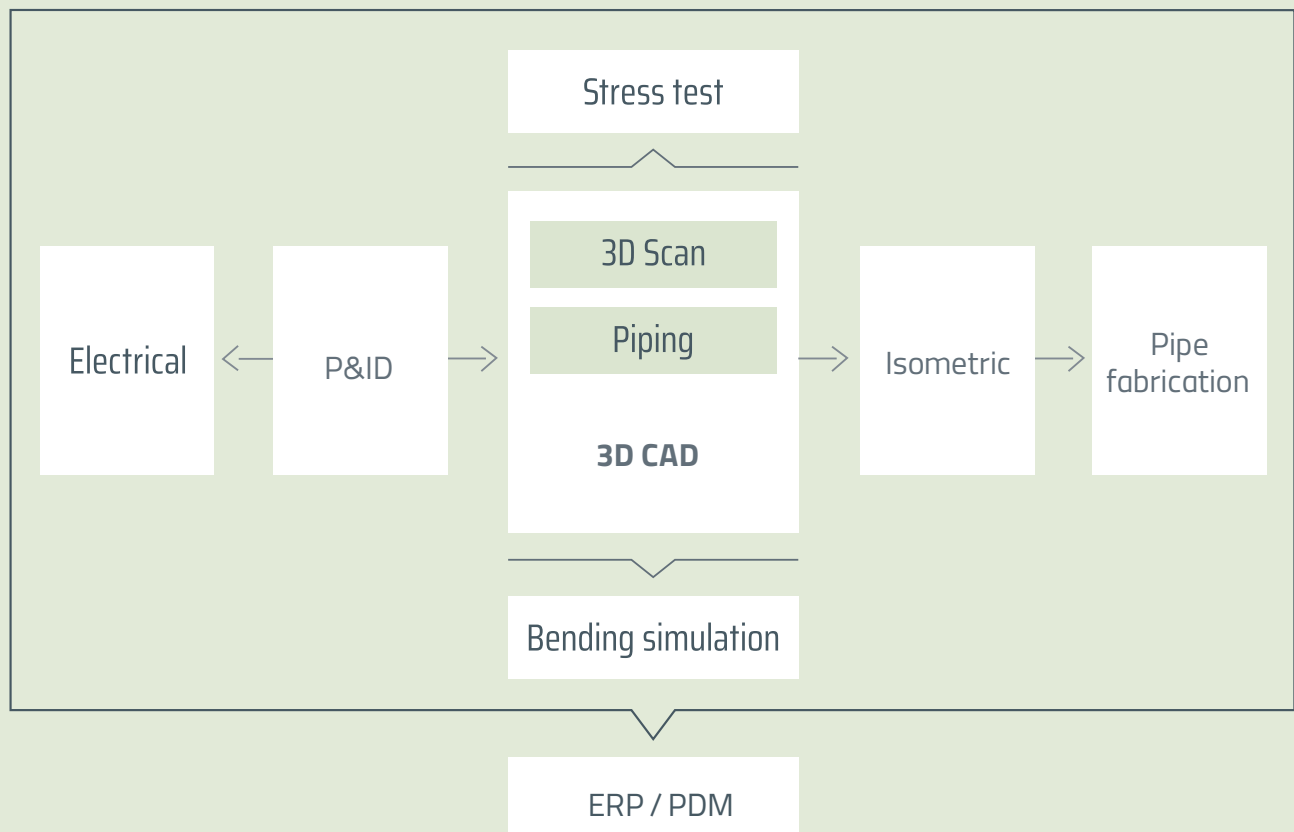 Stress test
3D Scan
Piping
3D CAD
Electrical
P&ID
Isometric
Pipe
fabrication
Bending simulation
ERP / PDM